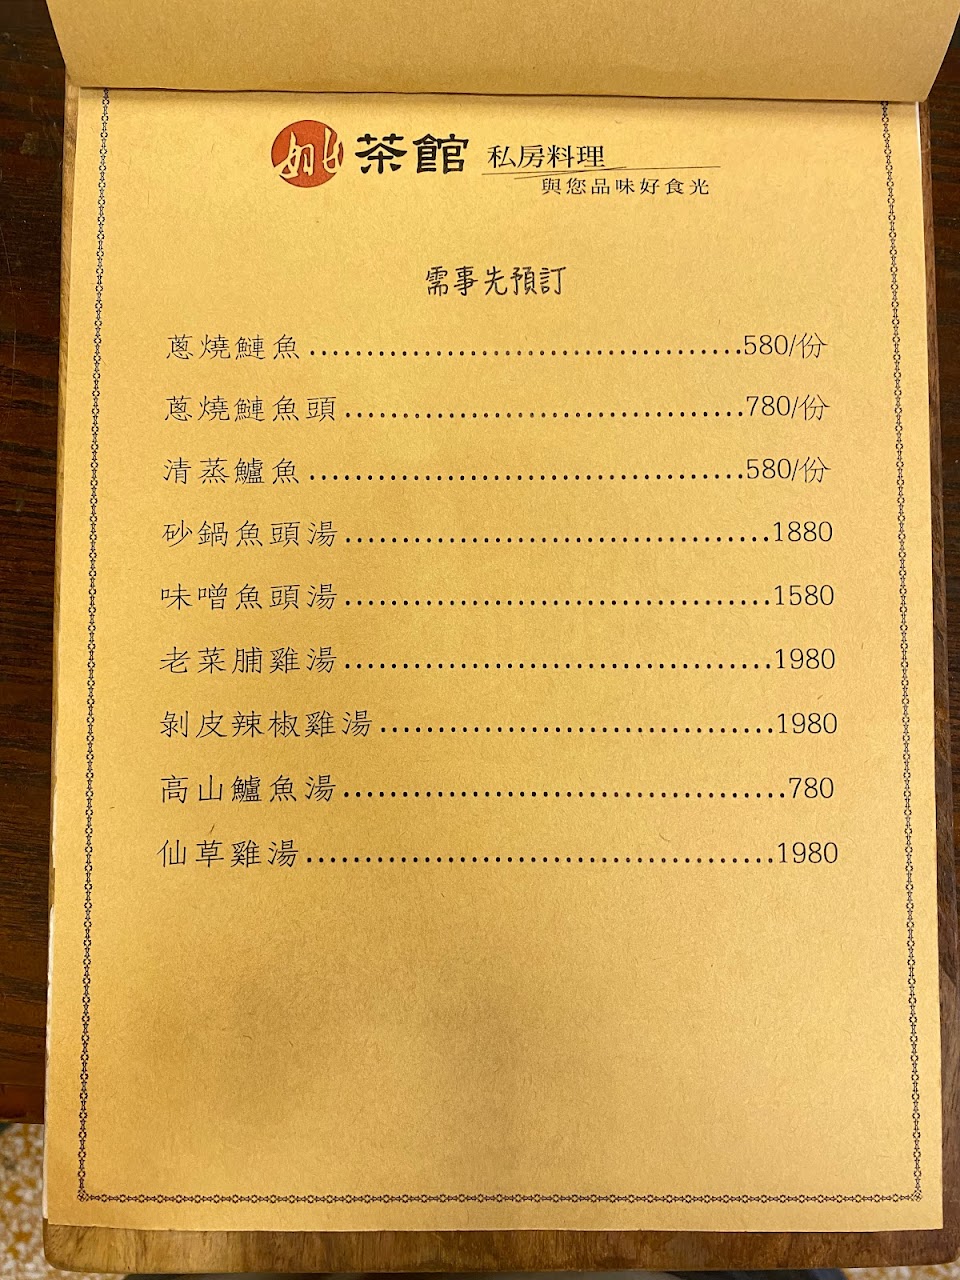 茶館 私房料理
與您品味好食光
需事先預訂
蔥燒鰱魚......................................580/份
蔥燒鰱魚頭...................................780/份
清蒸鱸魚......................................580/份
砂鍋魚頭湯.....................................1880
味噌魚頭湯.....................................1580
老菜脯雞湯.....................................1980
剝皮辣椒雞湯..................................1980
高山鱸魚湯.......................................780
仙草雞湯.........................................1980